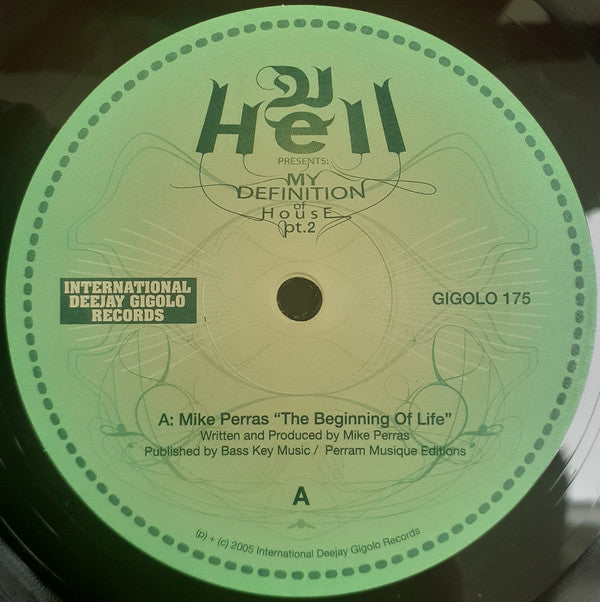 DJ
Hell
PRESENTS:
MY
DEFINITION
of
HousE
pt.2
INTERNATIONAL
DEEJAY GIGOLO
RECORDS
GIGOLO 175
A: Mike Perras “The Beginning Of Life”
Written and Produced by Mike Perras
Published by Bass Key Music / Perram Musique Editions
A
(p) + (c) 2005 International Deejay Gigolo Records